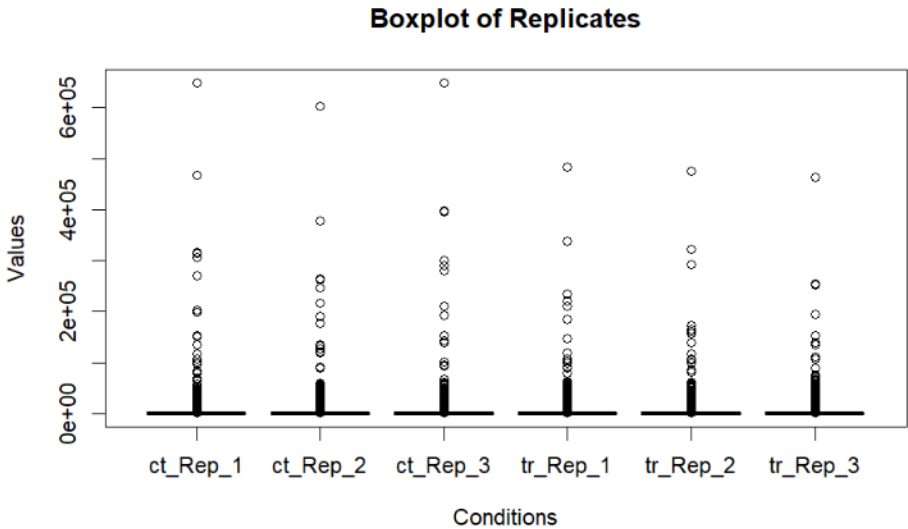 Boxplot of Replicates
Values
6e+05
4e+05
2e+05
0e+00
ct_Rep_1 ct_Rep_2 ct_Rep_3 tr_Rep_1 tr_Rep_2 tr_Rep_3
Conditions